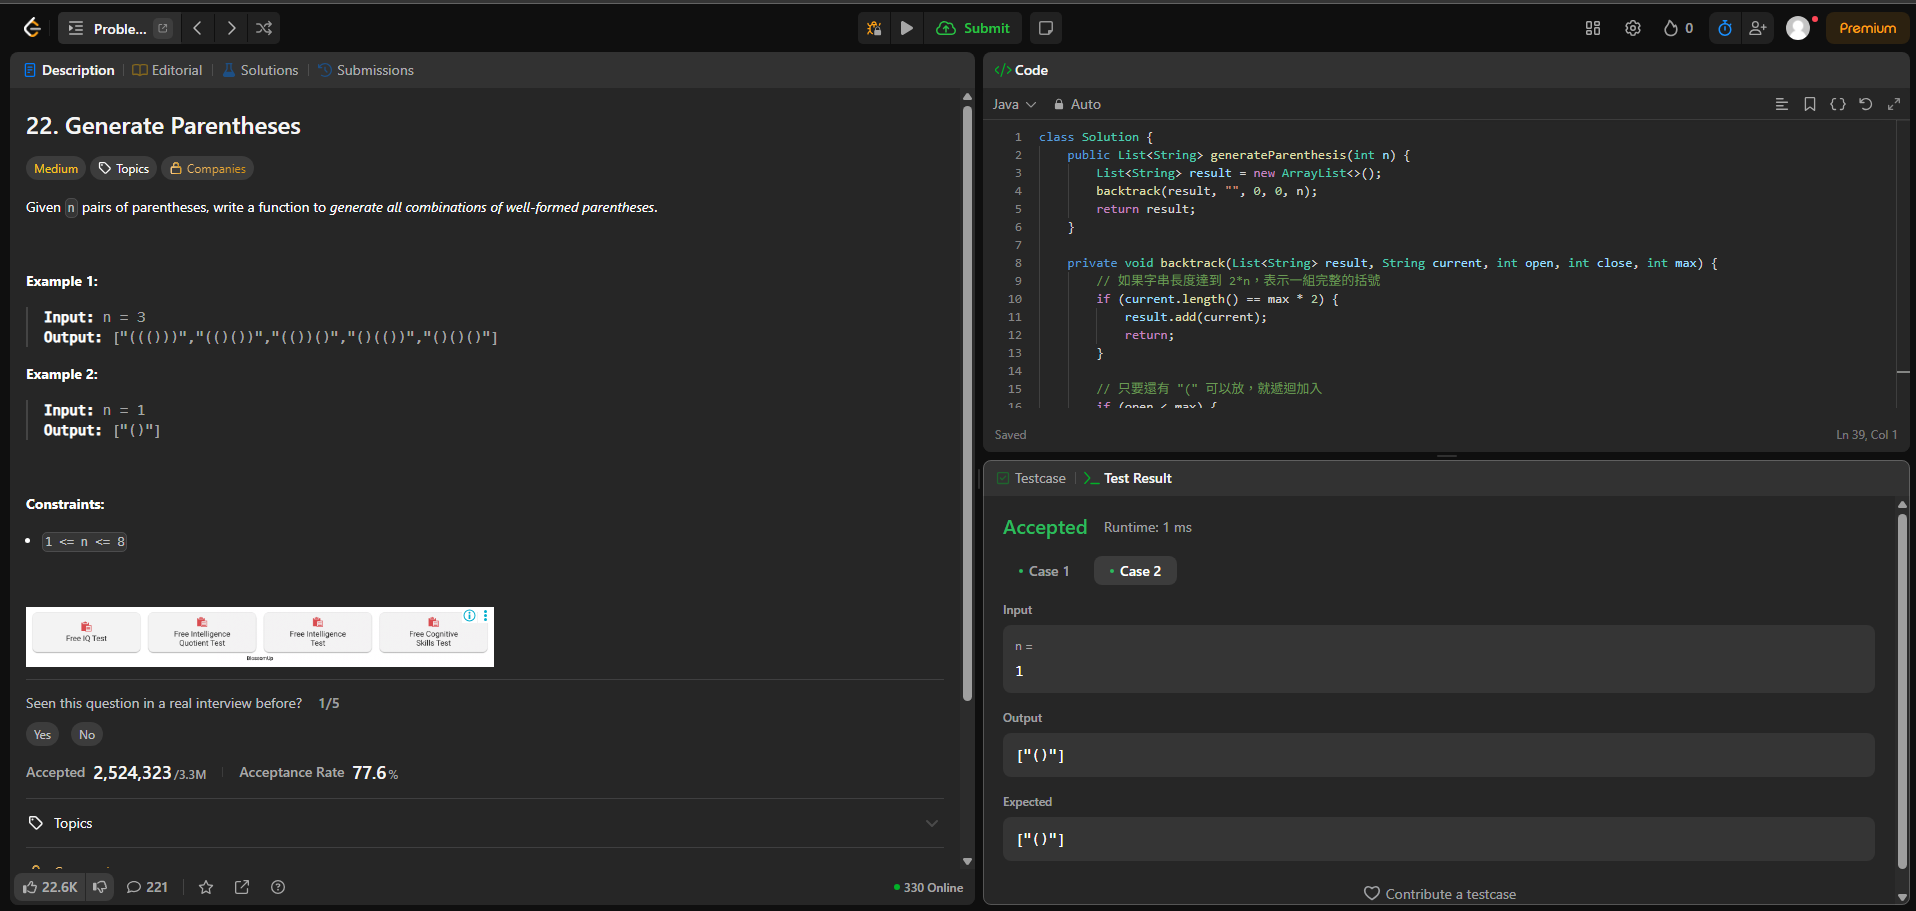 Proble...
Submit
0
Premium
Description
Editorial
Solutions
Submissions
22. Generate Parentheses
Medium
Topics
Companies
Given n pairs of parentheses, write a function to generate all combinations of well-formed parentheses.
Example 1:
Input: n = 3
Output: ["((()))","(()())","(())()","()(())","()()()"]
Example 2:
Input: n = 1
Output: ["()"]
Constraints:
1 <= n <= 8
Free IQ Test
Free Intelligence
Quotient Test
Free Intelligence
Test
Free Cognitive
Skills Test
BlossomUp
Seen this question in a real interview before? 1/5
Yes
No
Accepted 2,524,323/3.3M
Acceptance Rate 77.6%
Topics
22.6K
221
330 Online
</> Code
Java
Auto
1 class Solution {
2 public List<String> generateParenthesis(int n) {
3 List<String> result = new ArrayList<>();
4 backtrack(result, "", 0, 0, n);
5 return result;
6 }
7
8 private void backtrack(List<String> result, String current, int open, int close, int max) {
9 // 如果字串長度達到 2*n，表示一組完整的括號
10 if (current.length() == max * 2) {
11 result.add(current);
12 return;
13 }
14
15 // 只要還有 "(" 可以放，就遞迴加入
16 if (open < max) {
Saved
Ln 39, Col 1
Testcase
Test Result
Accepted
Runtime: 1 ms
Case 1
Case 2
Input
n =
1
Output
["()"]
Expected
["()"]
Contribute a testcase